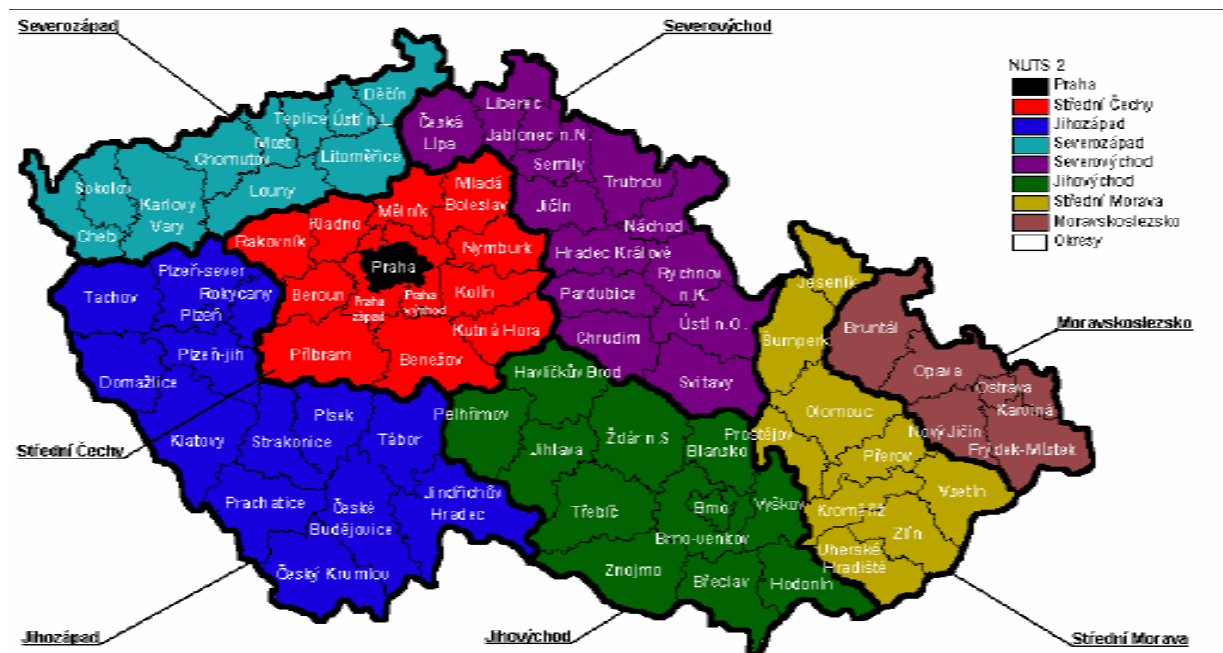 Severozápad
Severovýchod
NUTS 2
Praha
Střední Čechy
Jihozápad
Severozápad
Severovýchod
Jihovýchod
Střední Morava
Moravskoslezsko
Okresy
Děčín
Teplice
Ústí n.L.
Most
Chomutov
Litoměřice
Louny
Sokolov
Karlovy
Vary
Cheb
Liberec
Česká
Lípa
Jablonec n.N
Semily
Trutnov
Jičín
Náchod
Hradec Králové
Rychnov
n.K.
Pardubice
Ústí n.O.
Chrudim
Svitavy
Mladá
Boleslav
Mělník
Kladno
Rakovník
Nymburk
Praha
Beroun
Praha
západ
Praha
východ
Kolín
Kutná Hora
Příbram
Benešov
Plzeň-sever
Tachov
Rokycany
Plzeň
Plzeň-jih
Domažlice
Klatovy
Písek
Strakonice
Tábor
Prachatice
České
Budějovice
Jindřichův
Hradec
Český Krumlov
Havlíčkův Brod
Pelhřimov
Jihlava
Žďár n.S
Blansko
Třebíč
Brno
Vyškov
Brno-venkov
Znojmo
Břeclav
Hodonín
Jeseník
Šumperk
Olomouc
Prostějov
Přerov
Kroměříž
Vsetín
Zlín
Uherské
Hradiště
Bruntál
Opava
Ostrava
Karviná
Nový Jičín
Frýdek-Místek
Moravskoslezsko
Střední Čechy
Jihozápad
Jihovýchod
Střední Morava